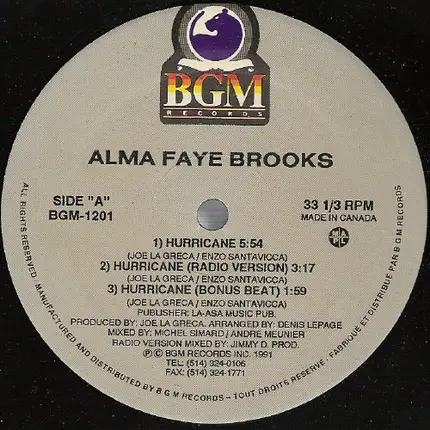 BGM
RECORDS
ALMA FAYE BROOKS
SIDE "A"
BGM-1201
33 1/3 RPM
MADE IN CANADA
MAPL
1) HURRICANE 5:54
(JOE LA GRECA / ENZO SANTAVICCA)
2) HURRICANE (RADIO VERSION) 3:17
(JOE LA GRECA / ENZO SANTAVICCA)
3) HURRICANE (BONUS BEAT) 1:59
(JOE LA GRECA / ENZO SANTAVICCA)
PUBLISHER: LA-ASA MUSIC PUB.
PRODUCED BY: JOE LA GRECA. ARRANGED BY: DENIS LEPAGE
MIXED BY: MICHEL SIMARD / ANDRE MEUNIER
RADIO VERSION MIXED BY: JIMMY D. PROD.
Ⓟ© BGM RECORDS INC. 1991
TEL: (514) 324-0106
FAX: (514) 324-1771
ALL RIGHTS RESERVED. - MANUFACTURED AND DISTRIBUTED BY B G M RECORDS - TOUT DROITS RESERVE - FABRIQUE ET DISTRIBUE PAR B G M RECORDS